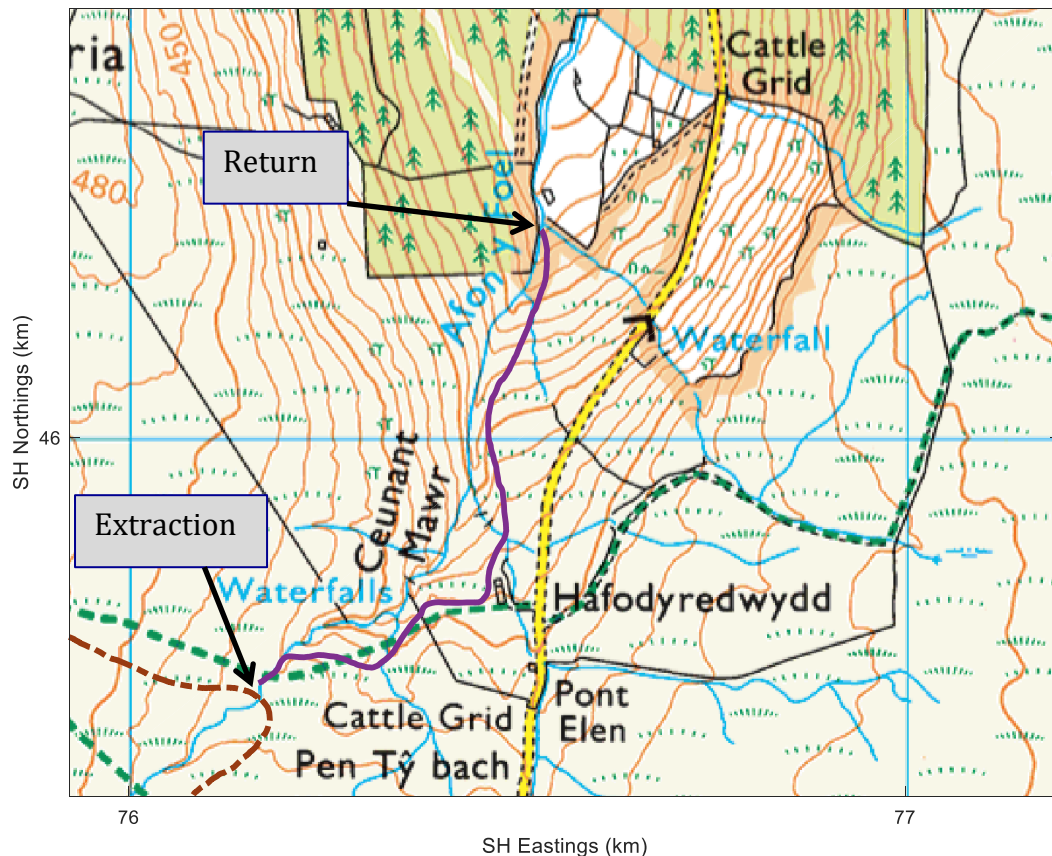 ria
450
Cattle
Grid
Return
480
Afon y Foel
Waterfall
SH Northings (km)
46
Ceunant
Mawr
Extraction
Waterfalls
Hafodyredwydd
Cattle Grid
Pont
Elen
Pen Tŷ bach
76
77
SH Eastings (km)